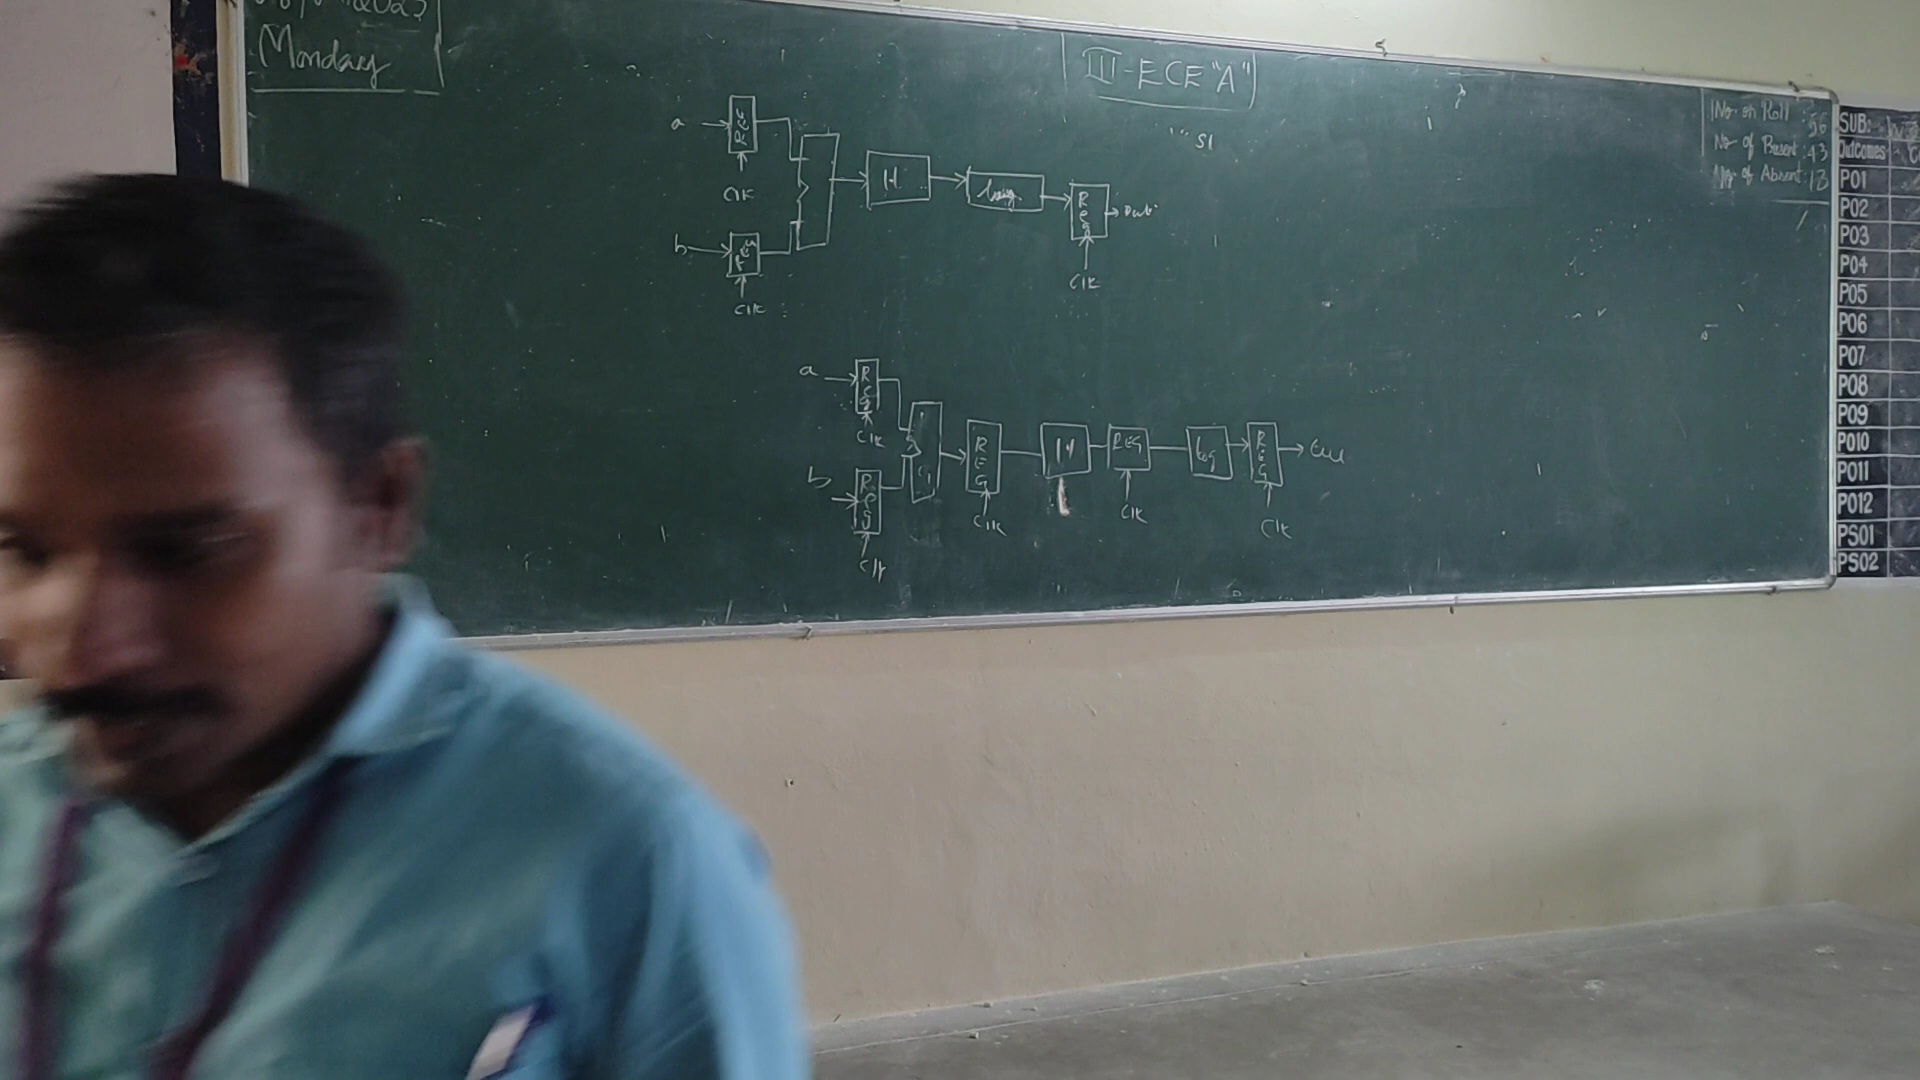 Monday
III-ECE "A"
No. on Roll : 56
No of Present : 43
No. of Absent : 13
SUB:
Outcomes
PO1
PO2
PO3
PO4
PO5
PO6
PO7
PO8
PO9
PO10
PO11
PO12
PSO1
PSO2
a
REG
CLK
b
REG
CLK
|·|
Reg
CLK
Out
a
REG
CLK
b
REG
CLK
REG
CLK
|·|
REG
CLK
log
REG
CLK